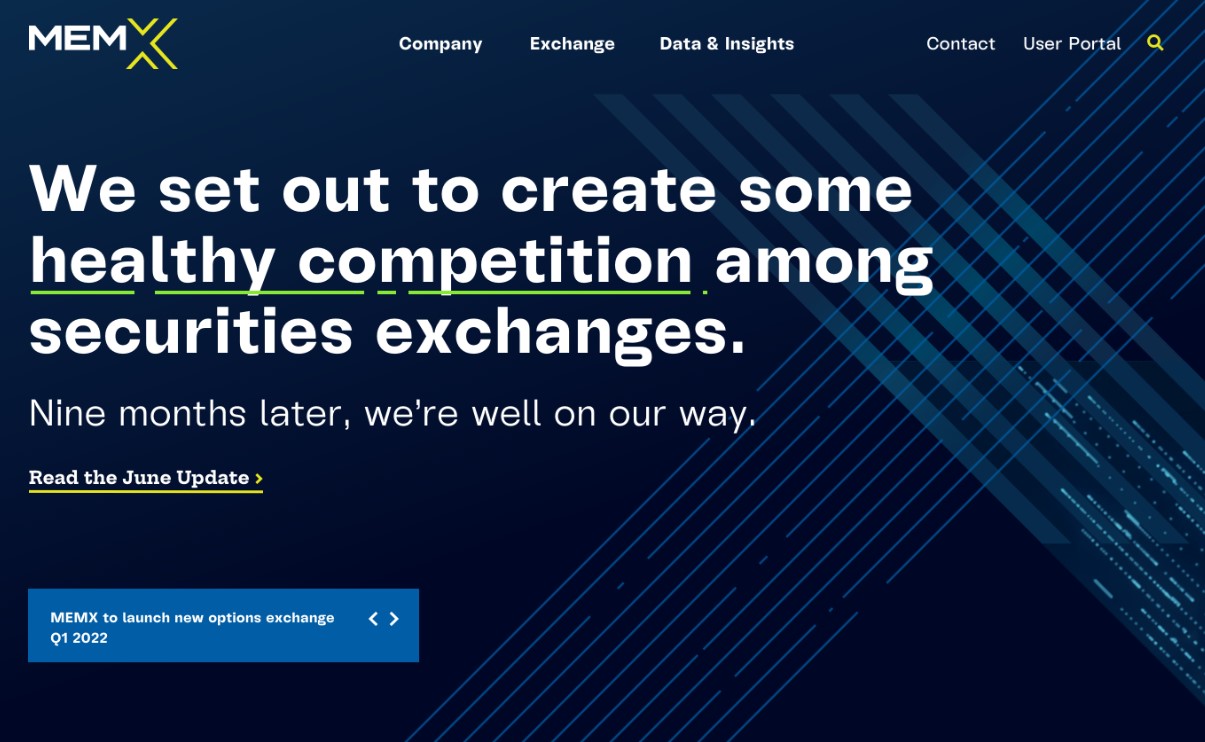 MEMX
Company
Exchange
Data & Insights
Contact
User Portal
We set out to create some
healthy competition among
securities exchanges.
Nine months later, we're well on our way.
Read the June Update >
MEMX to launch new options exchange
Q1 2022